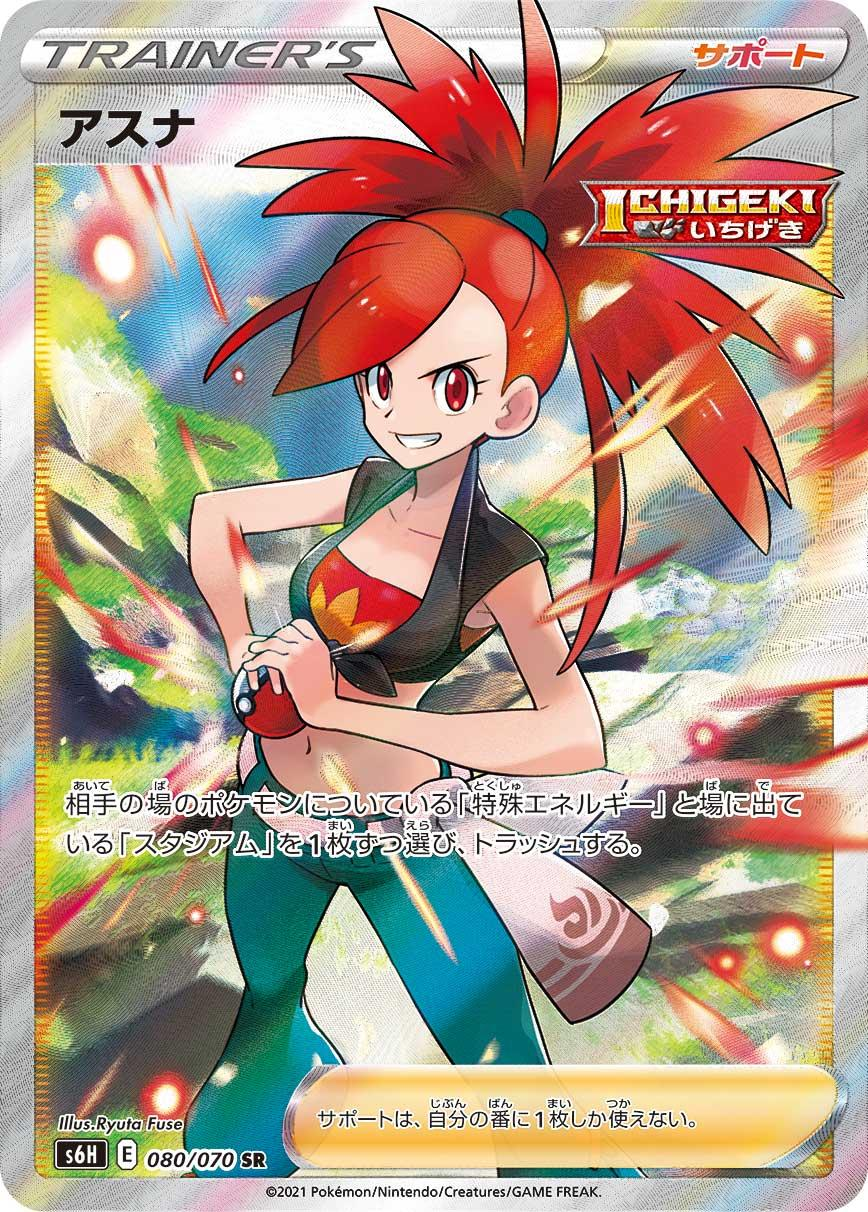 TRAINER'S
サポート
アスナ
ICHIGEKI
いちげき
相手の場のポケモンについている「特殊エネルギー」と場に出て
いる「スタジアム」を1枚ずつ選び、トラッシュする。
サポートは、自分の番に1枚しか使えない。
Illus.Ryuta Fuse
s6H E 080/070 SR
©2021 Pokémon/Nintendo/Creatures/GAME FREAK.